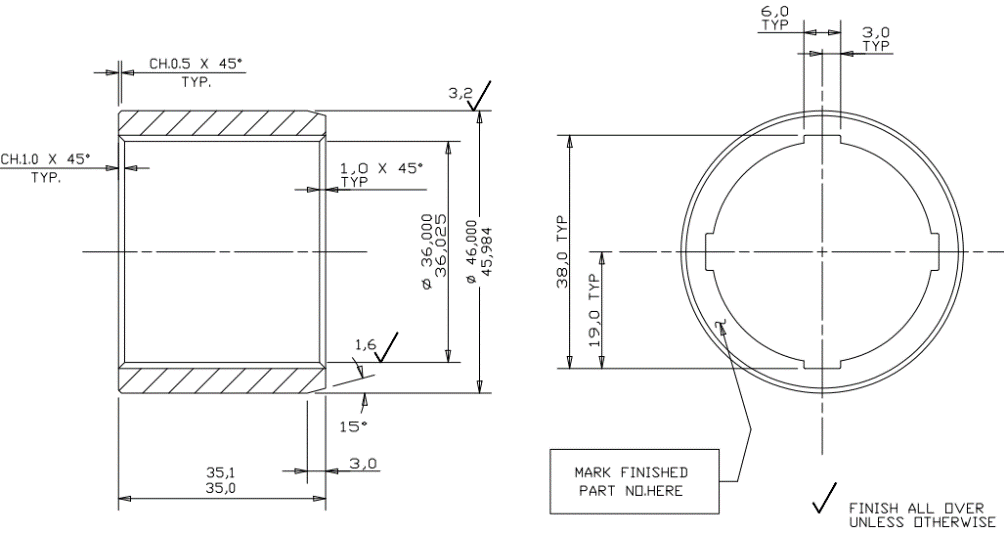 CH.0.5 X 45°
TYP.
3,2
CH.1.0 X 45°
TYP.
1,0 X 45°
TYP
Ø 36,000
36,025
Ø 46,000
45,984
1,6
15°
3,0
35,1
35,0
6,0
TYP
3,0
TYP
38,0 TYP
19,0 TYP
MARK FINISHED
PART NO.HERE
FINISH ALL OVER
UNLESS OTHERWISE